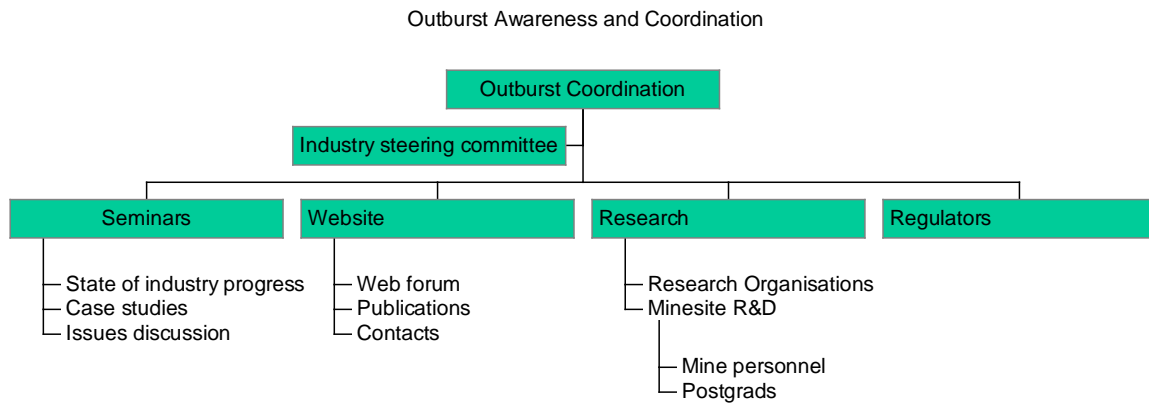 Outburst Awareness and Coordination
Outburst Coordination
Industry steering committee
Seminars
State of industry progress
Case studies
Issues discussion
Website
Web forum
Publications
Contacts
Research
Research Organisations
Minesite R&D
Mine personnel
Postgrads
Regulators